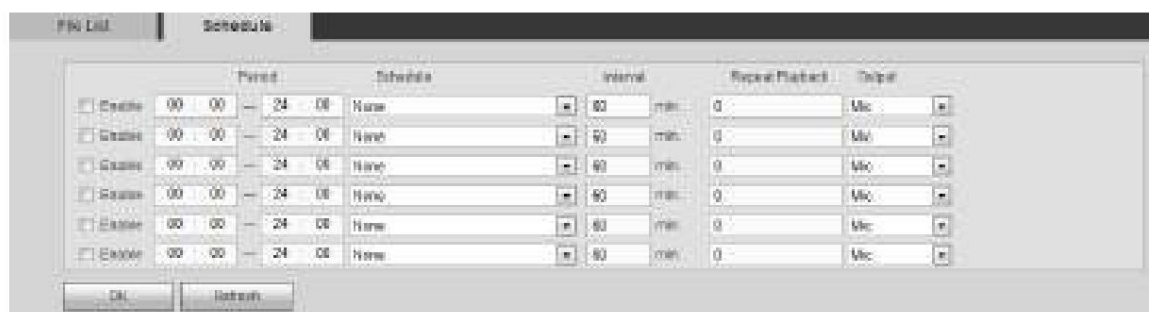 File List Schedule
Period Schedule Interval Repeat Playback Output
Enable 00 : 00 — 24 : 00 None 60 min. 0 Mic
Enable 00 : 00 — 24 : 00 None 60 min. 0 Mic
Enable 00 : 00 — 24 : 00 None 60 min. 0 Mic
Enable 00 : 00 — 24 : 00 None 60 min. 0 Mic
Enable 00 : 00 — 24 : 00 None 60 min. 0 Mic
Enable 00 : 00 — 24 : 00 None 60 min. 0 Mic
OK Refresh